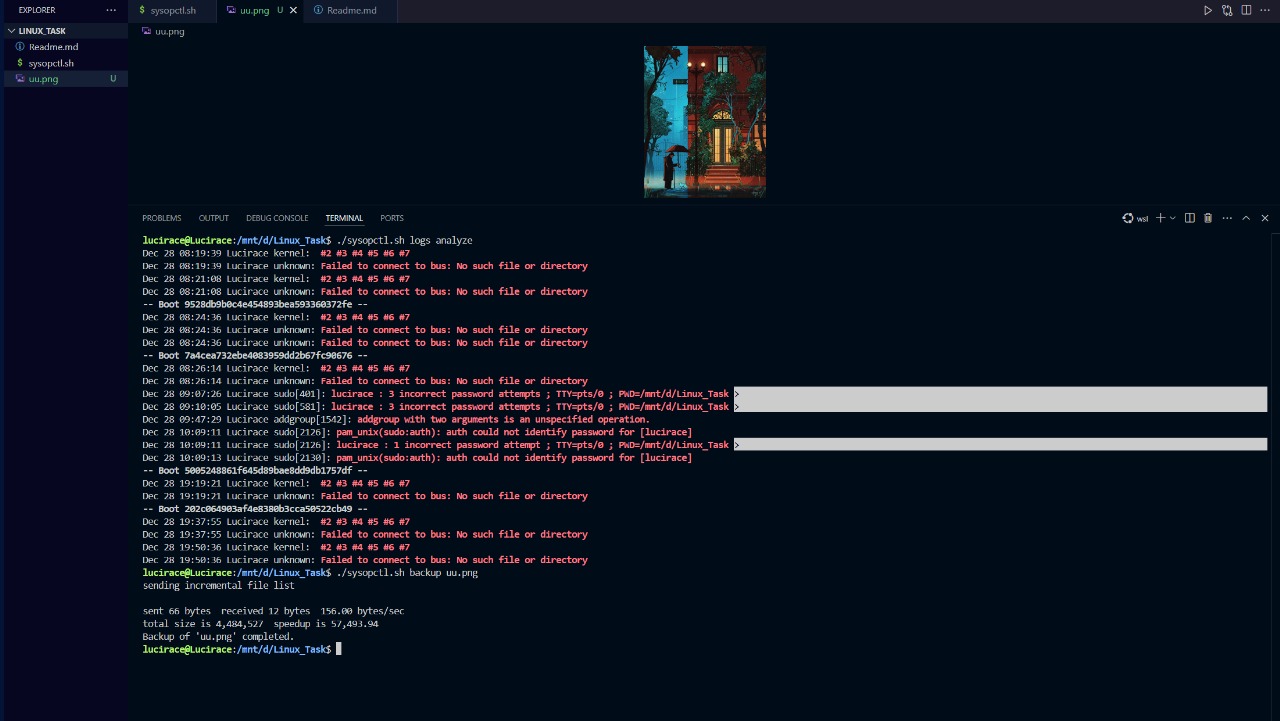 EXPLORER ···
LINUX_TASK
Readme.md
$ sysopctl.sh
uu.png U
$ sysopctl.sh
uu.png U
Readme.md
···
uu.png
PROBLEMS OUTPUT DEBUG CONSOLE TERMINAL PORTS
wsl ···
lucirace@Lucirace:/mnt/d/Linux_Task$ ./sysopctl.sh logs analyze
Dec 28 08:19:39 Lucirace kernel:  #2 #3 #4 #5 #6 #7
Dec 28 08:19:39 Lucirace unknown: Failed to connect to bus: No such file or directory
Dec 28 08:21:08 Lucirace kernel:  #2 #3 #4 #5 #6 #7
Dec 28 08:21:08 Lucirace unknown: Failed to connect to bus: No such file or directory
-- Boot 9528db9b0c4e454893bea593360372fe --
Dec 28 08:24:36 Lucirace kernel:  #2 #3 #4 #5 #6 #7
Dec 28 08:24:36 Lucirace unknown: Failed to connect to bus: No such file or directory
Dec 28 08:24:36 Lucirace unknown: Failed to connect to bus: No such file or directory
-- Boot 7a4cea732ebe4083959dd2b67fc90676 --
Dec 28 08:26:14 Lucirace kernel:  #2 #3 #4 #5 #6 #7
Dec 28 08:26:14 Lucirace unknown: Failed to connect to bus: No such file or directory
Dec 28 09:07:26 Lucirace sudo[401]: lucirace : 3 incorrect password attempts ; TTY=pts/0 ; PWD=/mnt/d/Linux_Task >
Dec 28 09:10:05 Lucirace sudo[581]: lucirace : 3 incorrect password attempts ; TTY=pts/0 ; PWD=/mnt/d/Linux_Task >
Dec 28 09:47:29 Lucirace addgroup[1542]: addgroup with two arguments is an unspecified operation.
Dec 28 10:09:11 Lucirace sudo[2126]: pam_unix(sudo:auth): auth could not identify password for [lucirace]
Dec 28 10:09:11 Lucirace sudo[2126]: lucirace : 1 incorrect password attempt ; TTY=pts/0 ; PWD=/mnt/d/Linux_Task >
Dec 28 10:09:13 Lucirace sudo[2130]: pam_unix(sudo:auth): auth could not identify password for [lucirace]
-- Boot 5005248861f645d89bae8dd9db1757df --
Dec 28 19:19:21 Lucirace kernel:  #2 #3 #4 #5 #6 #7
Dec 28 19:19:21 Lucirace unknown: Failed to connect to bus: No such file or directory
-- Boot 202c064903af4e8380b3cca50522cb49 --
Dec 28 19:37:55 Lucirace kernel:  #2 #3 #4 #5 #6 #7
Dec 28 19:37:55 Lucirace unknown: Failed to connect to bus: No such file or directory
Dec 28 19:50:36 Lucirace kernel:  #2 #3 #4 #5 #6 #7
Dec 28 19:50:36 Lucirace unknown: Failed to connect to bus: No such file or directory
lucirace@Lucirace:/mnt/d/Linux_Task$ ./sysopctl.sh backup uu.png
sending incremental file list
sent 66 bytes  received 12 bytes  156.00 bytes/sec
total size is 4,484,527  speedup is 57,493.94
Backup of 'uu.png' completed.
lucirace@Lucirace:/mnt/d/Linux_Task$